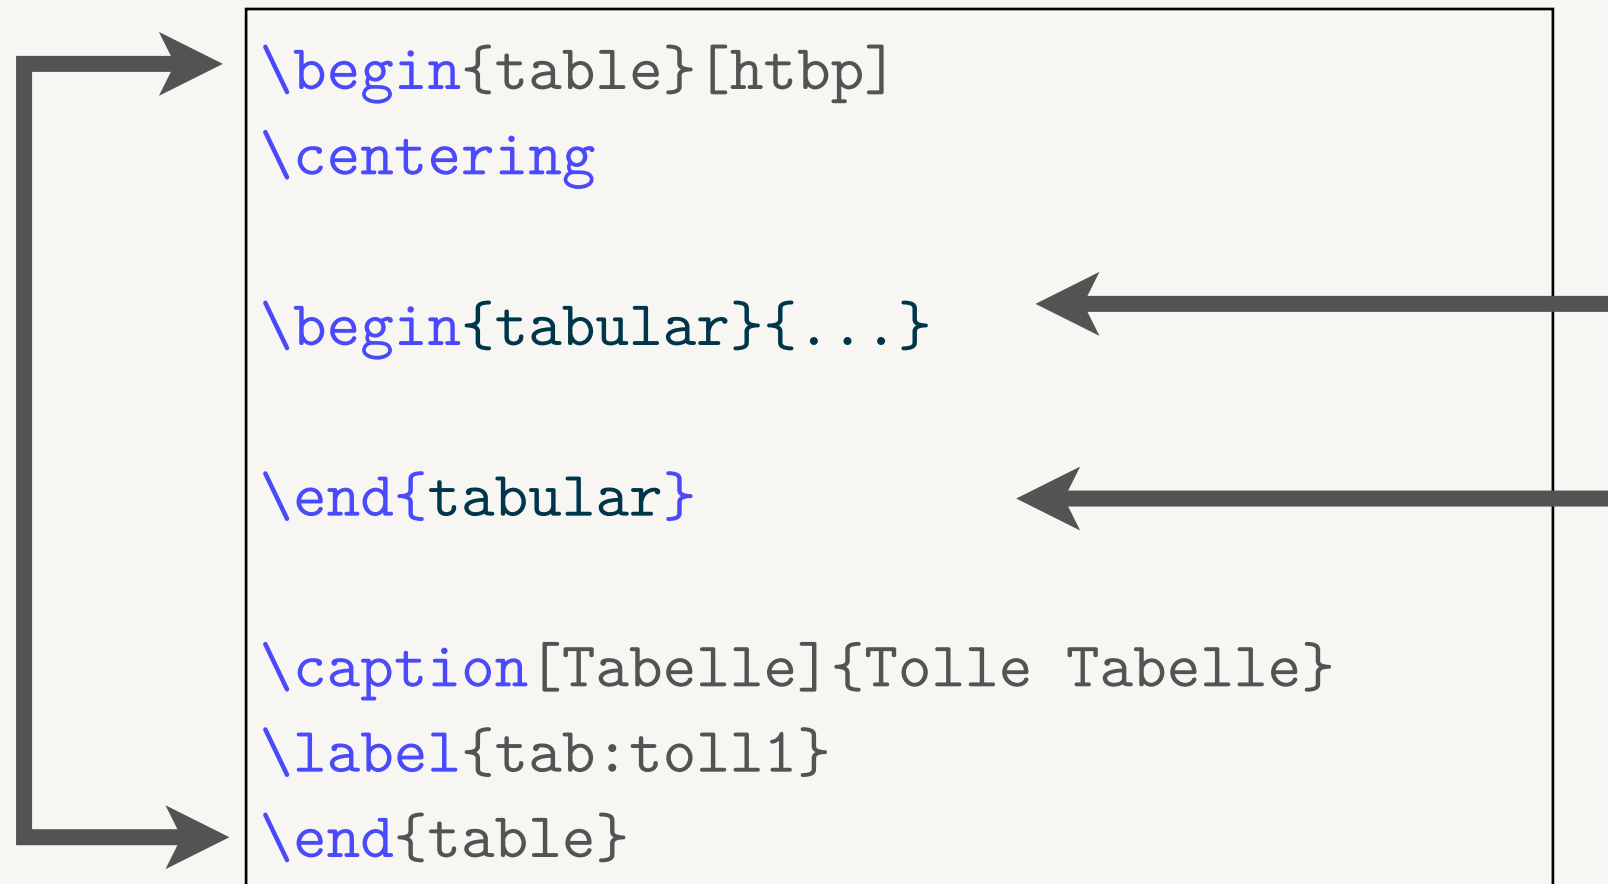 \begin{table}[htbp]
\centering
\begin{tabular}{...}
\end{tabular}
\caption[Tabelle]{Tolle Tabelle}
\label{tab:toll1}
\end{table}